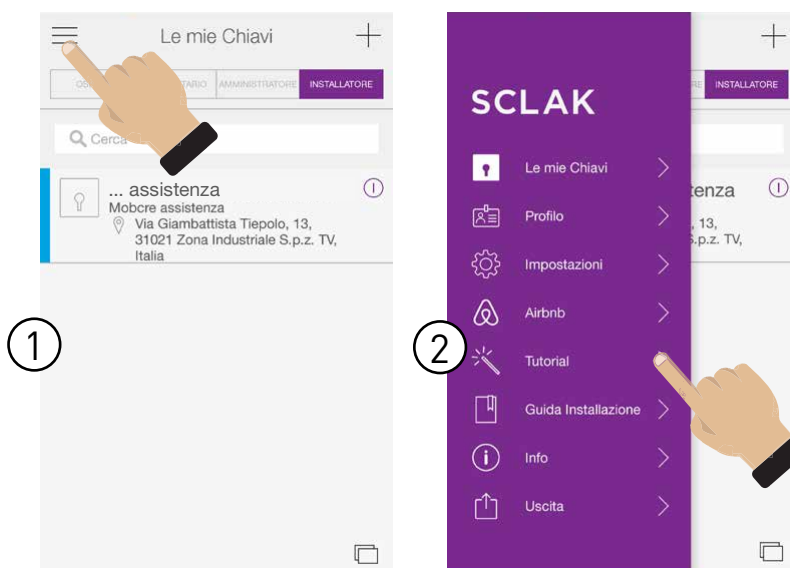 Le mie Chiavi
AMMINISTRATORE
INSTALLATORE
Cerca
... assistenza
Mobcre assistenza
Via Giambattista Tiepolo, 13,
31021 Zona Industriale S.p.z. TV,
Italia
1
INSTALLATORE
SCLAK
Le mie Chiavi
tenza
Profilo
, 13,
S.p.z. TV,
Impostazioni
Airbnb
2
Tutorial
Guida Installazione
Info
Uscita